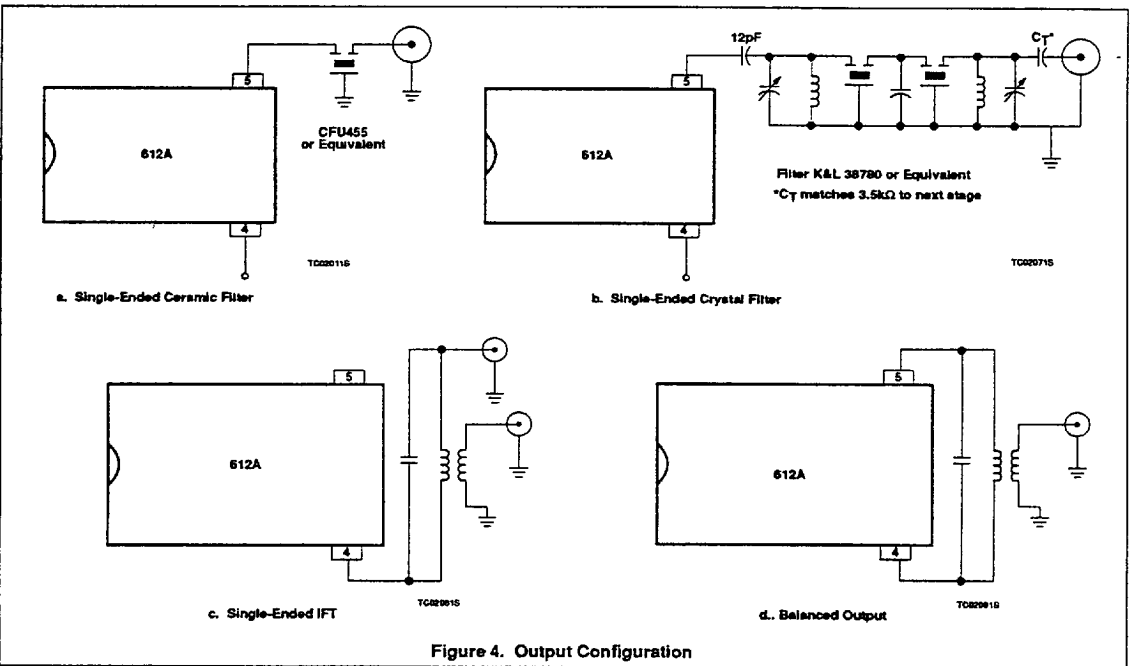 5
612A
4
CFU455
or Equivalent
TC02011S
a. Single-Ended Ceramic Filter
12pF
CT*
5
612A
4
Filter K&L 38780 or Equivalent
*CT matches 3.5kΩ to next stage
TC02071S
b. Single-Ended Crystal Filter
5
612A
4
c. Single-Ended IFT
5
612A
4
d.. Balanced Output
Figure 4. Output Configuration